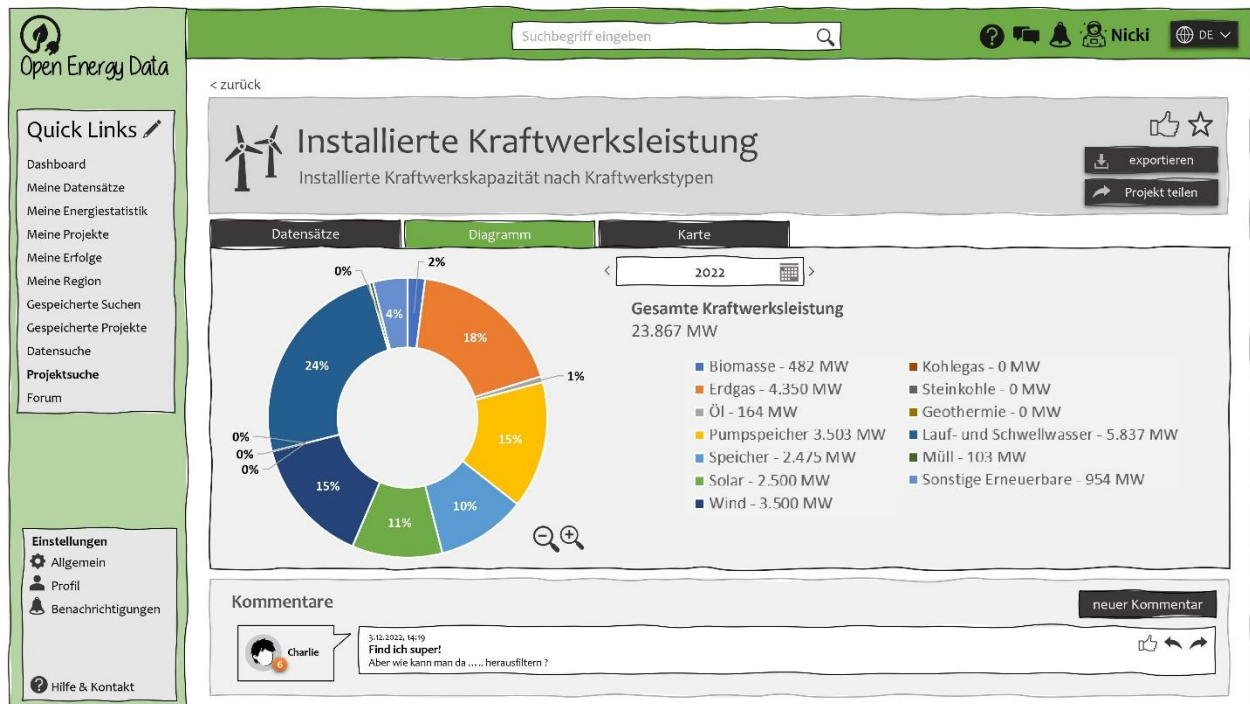 Open Energy Data
Suchbegriff eingeben
Nicki
DE
< zurück
Quick Links
Dashboard
Meine Datensätze
Meine Energiestatistik
Meine Projekte
Meine Erfolge
Meine Region
Gespeicherte Suchen
Gespeicherte Projekte
Datensuche
Projektsuche
Forum
Einstellungen
Allgemein
Profil
Benachrichtigungen
Hilfe & Kontakt
Installierte Kraftwerksleistung
Installierte Kraftwerkskapazität nach Kraftwerkstypen
exportieren
Projekt teilen
Datensätze
Diagramm
Karte
0%
2%
4%
18%
24%
1%
15%
0%
0%
0%
15%
10%
11%
< 2022 >
Gesamte Kraftwerksleistung
23.867 MW
Biomasse - 482 MW
Erdgas - 4.350 MW
Öl - 164 MW
Pumpspeicher 3.503 MW
Speicher - 2.475 MW
Solar - 2.500 MW
Wind - 3.500 MW
Kohlegas - 0 MW
Steinkohle - 0 MW
Geothermie - 0 MW
Lauf- und Schwellwasser - 5.837 MW
Müll - 103 MW
Sonstige Erneuerbare - 954 MW
Kommentare
neuer Kommentar
Charlie
6
3.12.2022, 14:19
Find ich super!
Aber wie kann man da ..... herausfiltern ?